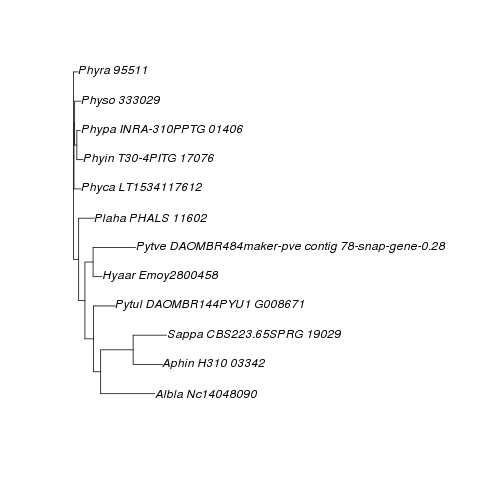 Phyra 95511
Physo 333029
Phypa INRA-310PPTG 01406
Phyin T30-4PITG 17076
Phyca LT1534117612
Plaha PHALS 11602
Pytve DAOMBR484maker-pve contig 78-snap-gene-0.28
Hyaar Emoy2800458
Pytul DAOMBR144PYU1 G008671
Sappa CBS223.65SPRG 19029
Aphin H310 03342
Albla Nc14048090